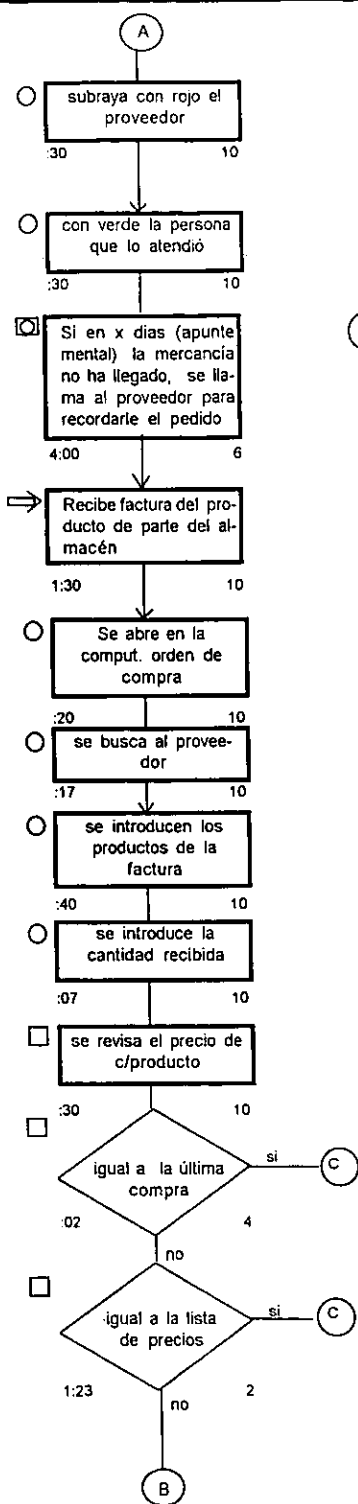 A
subraya con rojo el
proveedor
:30 10
con verde la persona
que lo atendió
:30 10
Si en x dias (apunte
mental) la mercancía
no ha llegado, se lla-
ma al proveedor para
recordarle el pedido
4:00 6
Recibe factura del pro-
ducto de parte del al-
macén
1:30 10
Se abre en la
comput. orden de
compra
:20 10
se busca al provee-
dor
:17 10
se introducen los
productos de la
factura
:40 10
se introduce la
cantidad recibida
:07 10
se revisa el precio de
c/producto
:30 10
igual a la última
compra
si
C
:02 4
no
igual a la lista
de precios
si
C
1:23 2
no
B